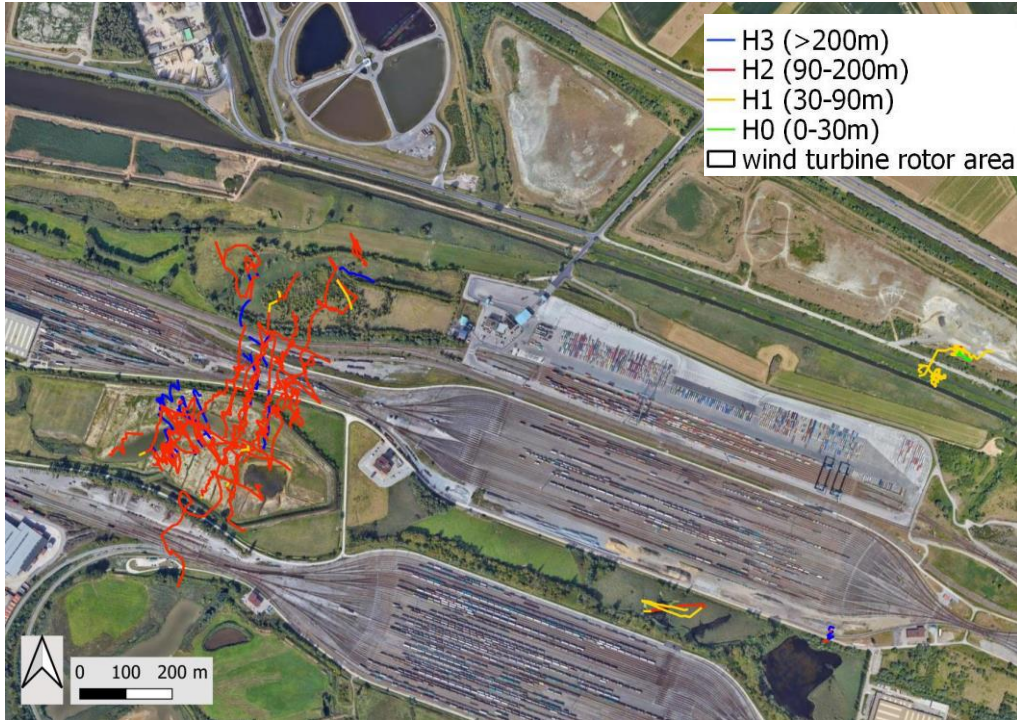 H3 (>200m)
H2 (90-200m)
H1 (30-90m)
H0 (0-30m)
wind turbine rotor area
0 100 200 m